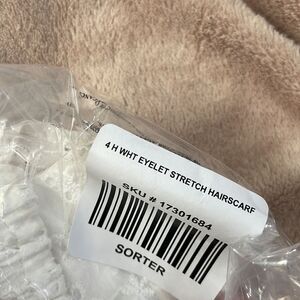 4 H WHT EYELET STRETCH HAIRSCARF
SKU # 17301684
SORTER